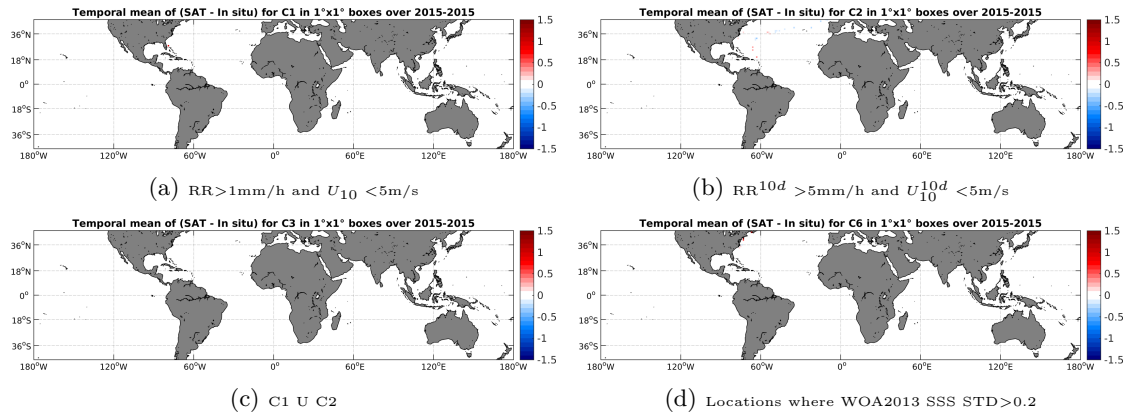 Temporal mean of (SAT - In situ) for C1 in 1°x1° boxes over 2015-2015
36°N
18°N
0°
18°S
36°S
180°W
120°W
60°W
0°
60°E
120°E
180°W
1.5
1
0.5
0
-0.5
-1
-1.5
(a) RR>1mm/h and U10 <5m/s
Temporal mean of (SAT - In situ) for C2 in 1°x1° boxes over 2015-2015
36°N
18°N
0°
18°S
36°S
180°W
120°W
60°W
0°
60°E
120°E
180°W
1.5
1
0.5
0
-0.5
-1
-1.5
(b) RR^10d >5mm/h and U10^10d <5m/s
Temporal mean of (SAT - In situ) for C3 in 1°x1° boxes over 2015-2015
36°N
18°N
0°
18°S
36°S
180°W
120°W
60°W
0°
60°E
120°E
180°W
1.5
1
0.5
0
-0.5
-1
-1.5
(c) C1 U C2
Temporal mean of (SAT - In situ) for C6 in 1°x1° boxes over 2015-2015
36°N
18°N
0°
18°S
36°S
180°W
120°W
60°W
0°
60°E
120°E
180°W
1.5
1
0.5
0
-0.5
-1
-1.5
(d) Locations where WOA2013 SSS STD>0.2